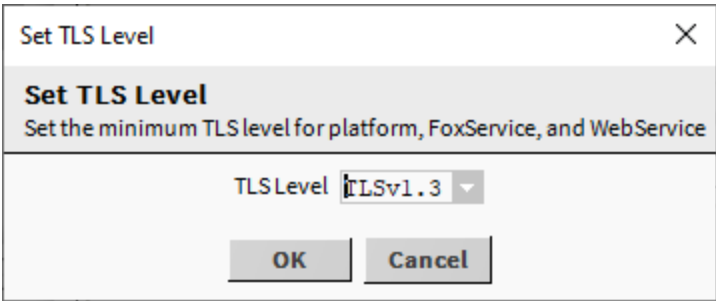 Set TLS Level
Set TLS Level
Set the minimum TLS level for platform, FoxService, and WebService
TLS Level TLSv1.3
OK Cancel